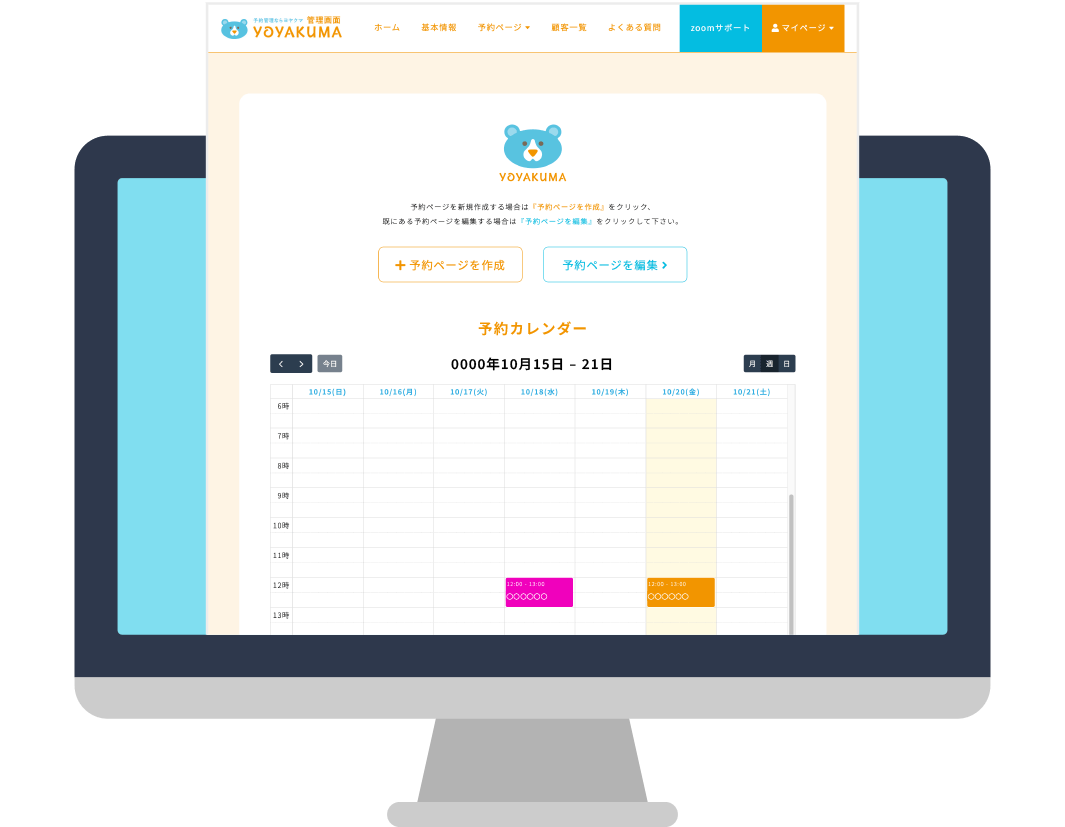 予約管理ならヨヤクマ 管理画面
YOYAKUMA
ホーム 基本情報 予約ページ 顧客一覧 よくある質問 zoomサポート マイページ
YOYAKUMA
予約ページを新規作成する場合は『予約ページを作成』をクリック、
既にある予約ページを編集する場合は『予約ページを編集』をクリックして下さい。
+ 予約ページを作成 予約ページを編集 >
予約カレンダー
< > 今日 0000年10月15日 – 21日 月 週 日
10/15(日) 10/16(月) 10/17(火) 10/18(水) 10/19(木) 10/20(金) 10/21(土)
6時
7時
8時
9時
10時
11時
12時 12:00 - 13:00 12:00 - 13:00
〇〇〇〇〇〇 〇〇〇〇〇〇
13時